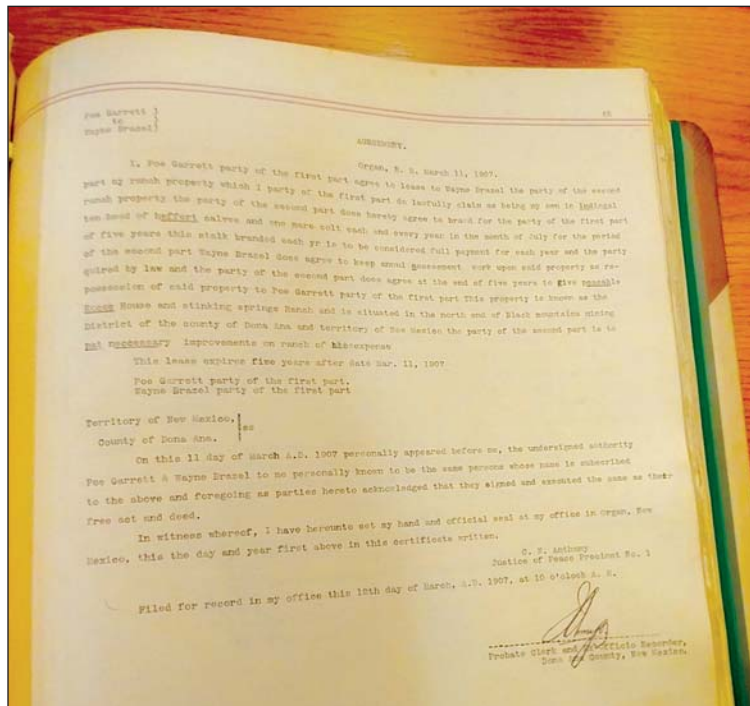 Poe Garrett )
to )
Wayne Brazel)
AGREEMENT.
Organ, N. M. March 11, 1907.
I, Poe Garrett party of the first part agree to lease to Wayne Brazel the party of the second
part my ranch property which I party of the first part do lawfully claim as being my own in
ranch property the party of the second part does hereby agree to brand for the party of the first part
ten head of heffori calves and one mare colt each and every year in the month of July for the period
of five years this stalk branded each yr is to be considered full payment for each year and the party
of the second part Wayne Brazel does agree to keep anual assessment work upon said property as re-
quired by law and the party of the second part does agree at the end of five years to give
possession of said property to Poe Garrett party of the first part This property is known as the
House and stinking springs Ranch and is situated in the north end of Black mountains mining
District of the county of Dona Ana and territory of New Mexico the party of the second part is to
put neccessary improvements on ranch of hisexpense
This lease expires five years after date Mar. 11, 1907
Poe Garrett party of the first part.
Wayne Brazel party of the first part
Territory of New Mexico,
ss
County of Dona Ana.
On this 11 day of March A.D. 1907 personally appeared before me, the undersigned authority
Poe Garrett & Wayne Brazel to me personally known to be the same persons whose name is subscribed
to the above and foregoing as parties hereto acknowledged that they signed and executed the same as their
free act and deed.
In witness whereof, I have hereunto set my hand and official seal at my office in organ, New
Mexico, this the day and year first above in this certificate written.
C. N. Anthony
Justice of Peace Precinct No. 1
Filed for record in my office this 12th day of March, A.D. 1907, at 10 o'clock A. M.
Probate Clerk and Ex Officio Recorder,
Dona Ana County, New Mexico.